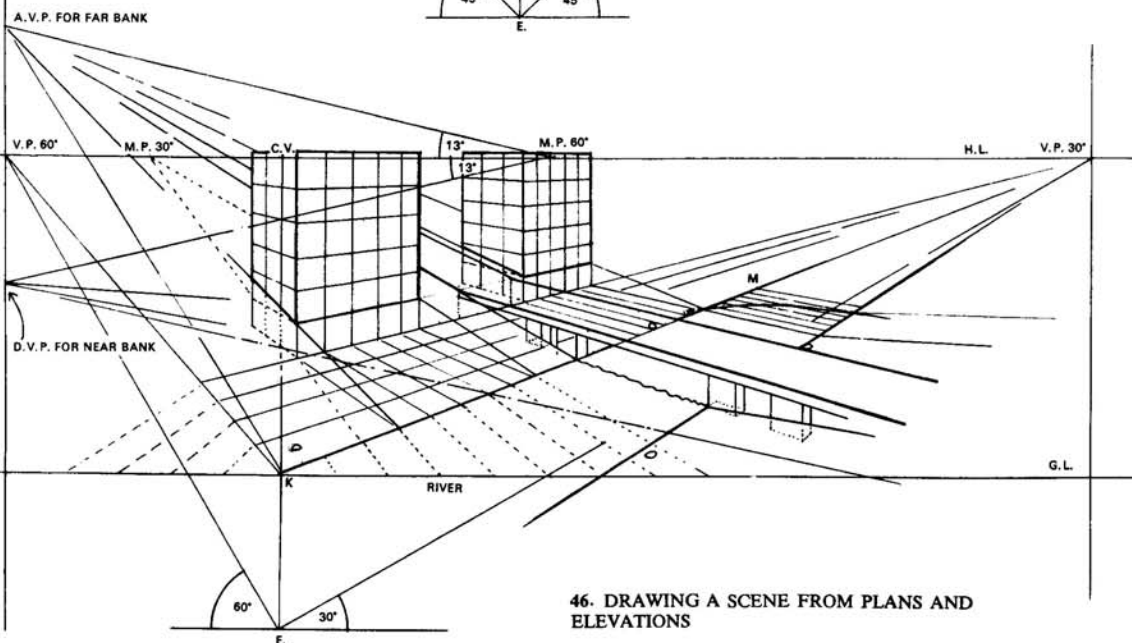 45° 45°
E.
A.V.P. FOR FAR BANK
V.P. 60° M.P. 30° C.V. 13° M.P. 60° H.L. V.P. 30°
13°
M
D.V.P. FOR NEAR BANK
K RIVER G.L.
60° 30°
E.
46. DRAWING A SCENE FROM PLANS AND
ELEVATIONS